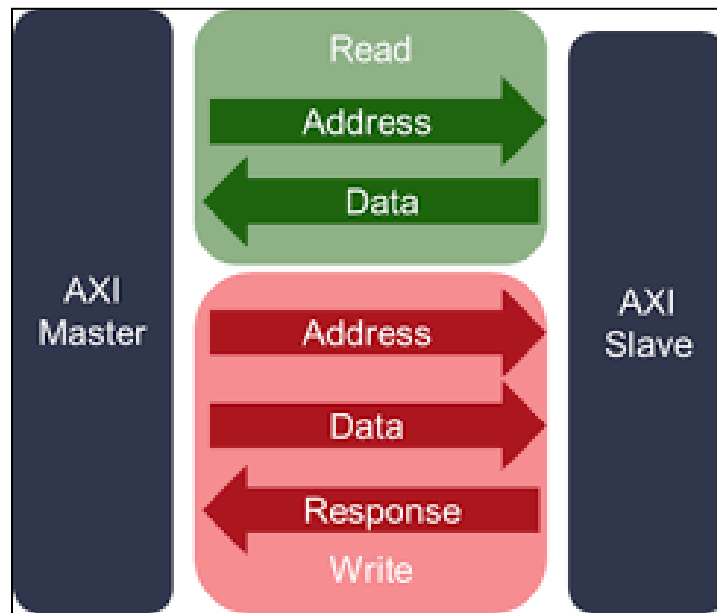 Read
Address
Data
AXI
Master
AXI
Slave
Address
Data
Response
Write